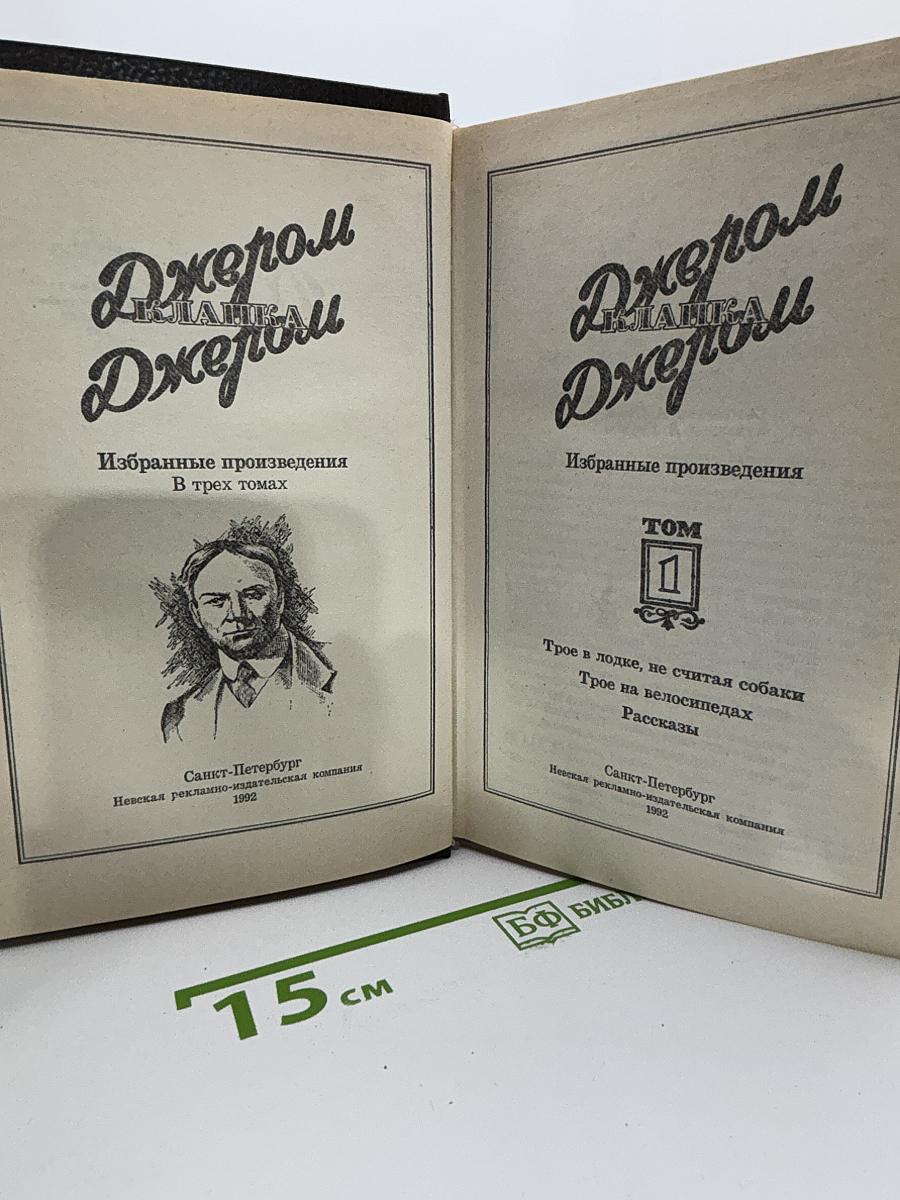 Джером
КЛАПКА
Джером
Избранные произведения
В трех томах
Санкт-Петербург
Невская рекламно-издательская компания
1992
Джером
КЛАПКА
Джером
Избранные произведения
ТОМ
1
Трое в лодке, не считая собаки
Трое на велосипедах
Рассказы
Санкт-Петербург
Невская рекламно-издательская компания
1992
15 см
БФ